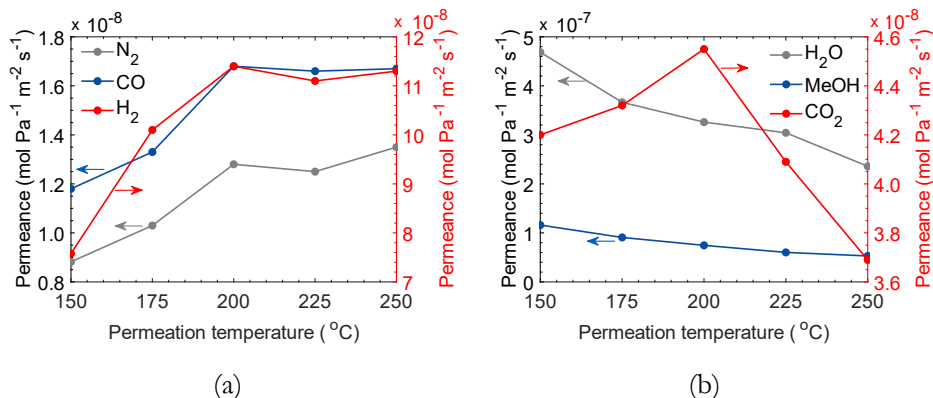 × 10⁻⁸
× 10⁻⁸
1.8
1.6
1.4
1.2
1.0
0.8
Permeance (mol Pa⁻¹ m⁻² s⁻¹)
N₂
CO
H₂
12
11
10
9
8
7
Permeance (mol Pa⁻¹ m⁻² s⁻¹)
150
175
200
225
250
Permeation temperature ( °C)
(a)
× 10⁻⁷
× 10⁻⁸
5
4
3
2
1
0
Permeance (mol Pa⁻¹ m⁻² s⁻¹)
H₂O
MeOH
CO₂
4.6
4.4
4.2
4.0
3.8
3.6
Permeance (mol Pa⁻¹ m⁻² s⁻¹)
150
175
200
225
250
Permeation temperature ( °C)
(b)